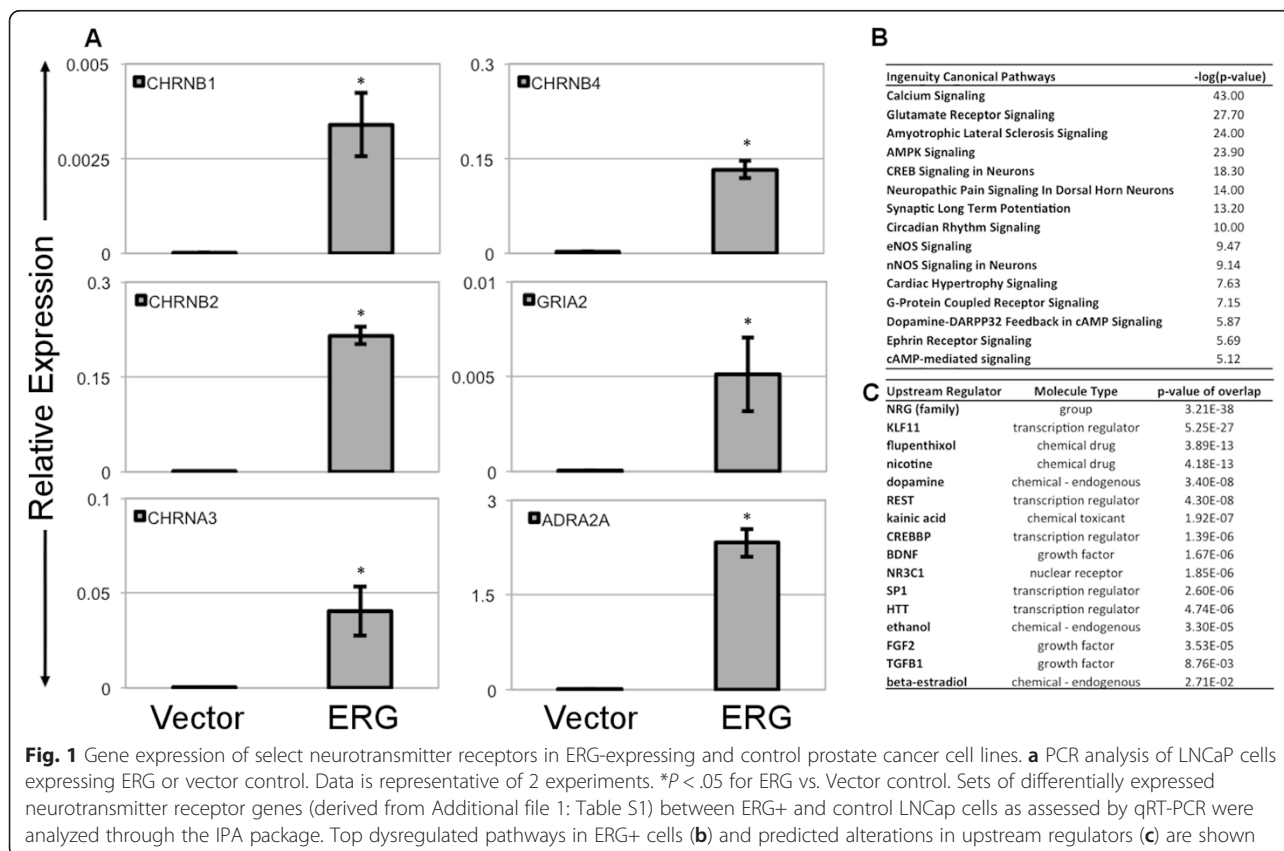 A
Relative Expression
0.005
0.0025
0
CHRNB1
*
0.3
0.15
0
CHRNB4
*
0.3
0.15
0
CHRNB2
*
0.01
0.005
0
GRIA2
*
0.1
0.05
0
CHRNA3
*
3
1.5
0
ADRA2A
*
Vector ERG
Vector ERG
B
Ingenuity Canonical Pathways -log(p-value)
Calcium Signaling 43.00
Glutamate Receptor Signaling 27.70
Amyotrophic Lateral Sclerosis Signaling 24.00
AMPK Signaling 23.90
CREB Signaling in Neurons 18.30
Neuropathic Pain Signaling In Dorsal Horn Neurons 14.00
Synaptic Long Term Potentiation 13.20
Circadian Rhythm Signaling 10.00
eNOS Signaling 9.47
nNOS Signaling in Neurons 9.14
Cardiac Hypertrophy Signaling 7.63
G-Protein Coupled Receptor Signaling 7.15
Dopamine-DARPP32 Feedback in cAMP Signaling 5.87
Ephrin Receptor Signaling 5.69
cAMP-mediated signaling 5.12
C
Upstream Regulator Molecule Type p-value of overlap
NRG (family) group 3.21E-38
KLF11 transcription regulator 5.25E-27
flupenthixol chemical drug 3.89E-13
nicotine chemical drug 4.18E-13
dopamine chemical - endogenous 3.40E-08
REST transcription regulator 4.30E-08
kainic acid chemical toxicant 1.92E-07
CREBBP transcription regulator 1.39E-06
BDNF growth factor 1.67E-06
NR3C1 nuclear receptor 1.85E-06
SP1 transcription regulator 2.60E-06
HTT transcription regulator 4.74E-06
ethanol chemical - endogenous 3.30E-05
FGF2 growth factor 3.53E-05
TGFB1 growth factor 8.76E-03
beta-estradiol chemical - endogenous 2.71E-02
Fig. 1 Gene expression of select neurotransmitter receptors in ERG-expressing and control prostate cancer cell lines. a PCR analysis of LNCaP cells
expressing ERG or vector control. Data is representative of 2 experiments. *P < .05 for ERG vs. Vector control. Sets of differentially expressed
neurotransmitter receptor genes (derived from Additional file 1: Table S1) between ERG+ and control LNCap cells as assessed by qRT-PCR were
analyzed through the IPA package. Top dysregulated pathways in ERG+ cells (b) and predicted alterations in upstream regulators (c) are shown